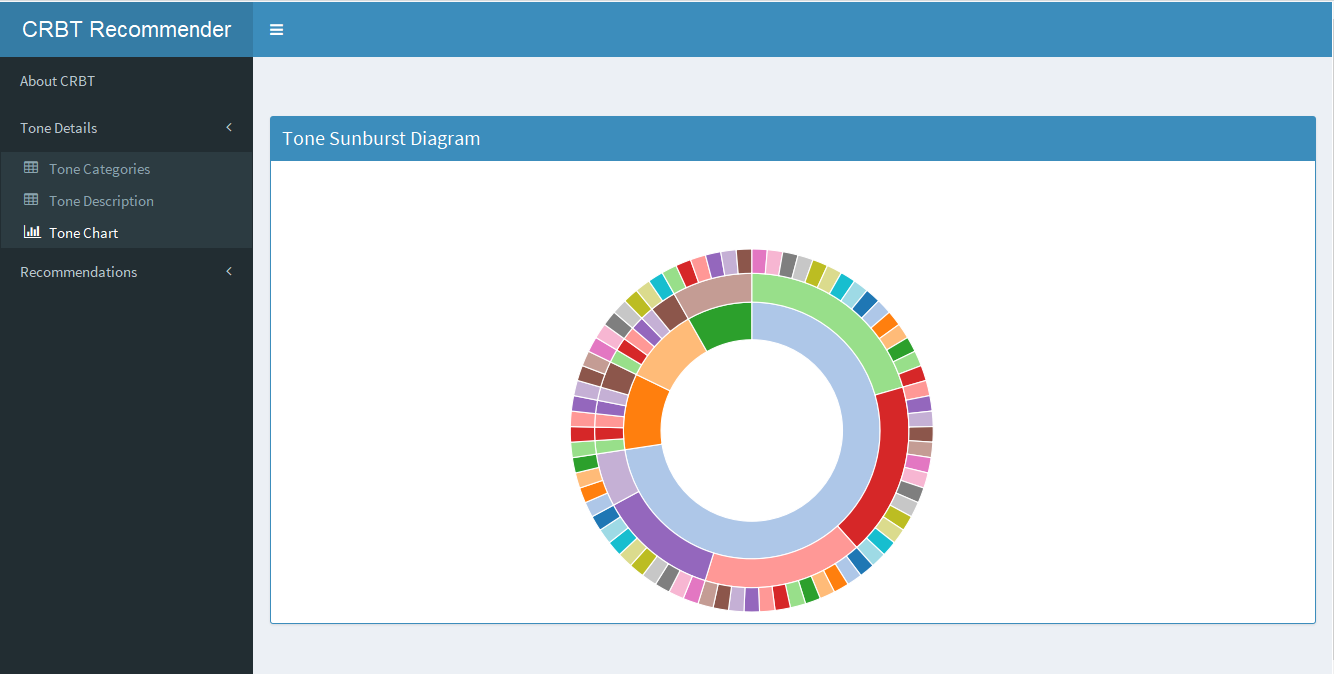 CRBT Recommender
About CRBT
Tone Details
Tone Categories
Tone Description
Tone Chart
Recommendations
Tone Sunburst Diagram